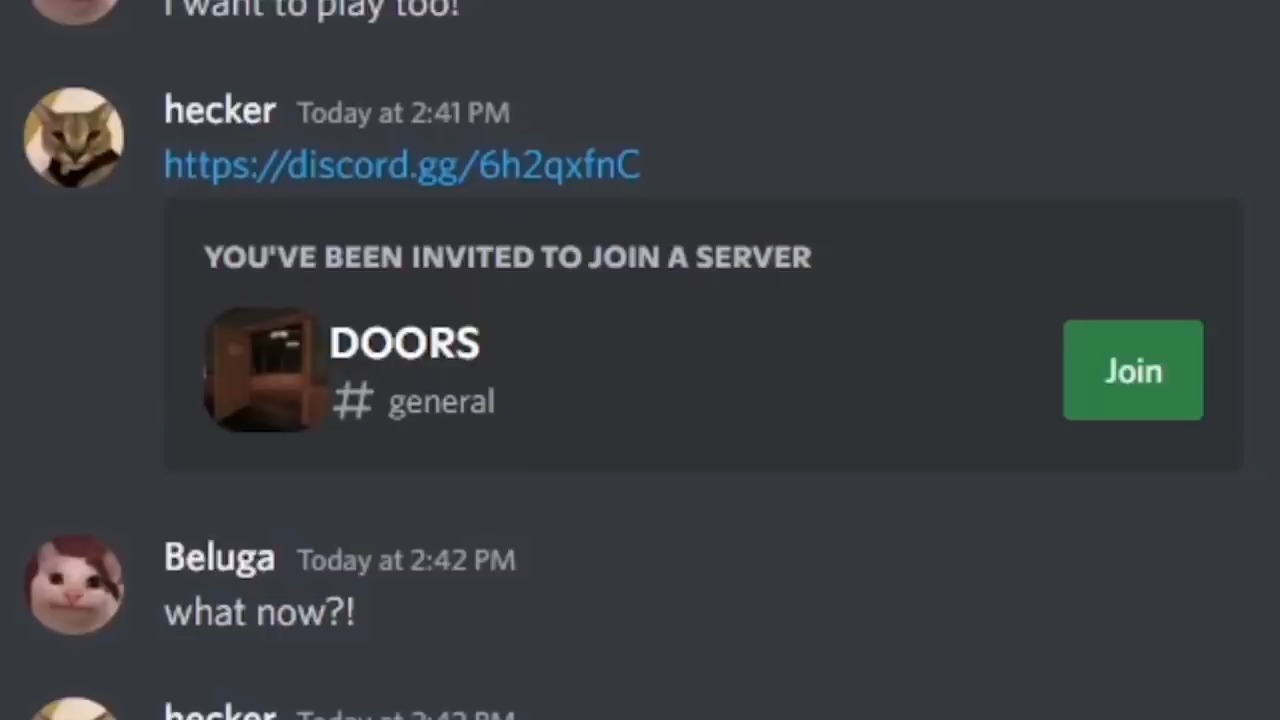 I want to play too!
hecker Today at 2:41 PM
https://discord.gg/6h2qxfnC
YOU'VE BEEN INVITED TO JOIN A SERVER
DOORS
# general
Join
Beluga Today at 2:42 PM
what now?!
hecker Today at 2:42 PM